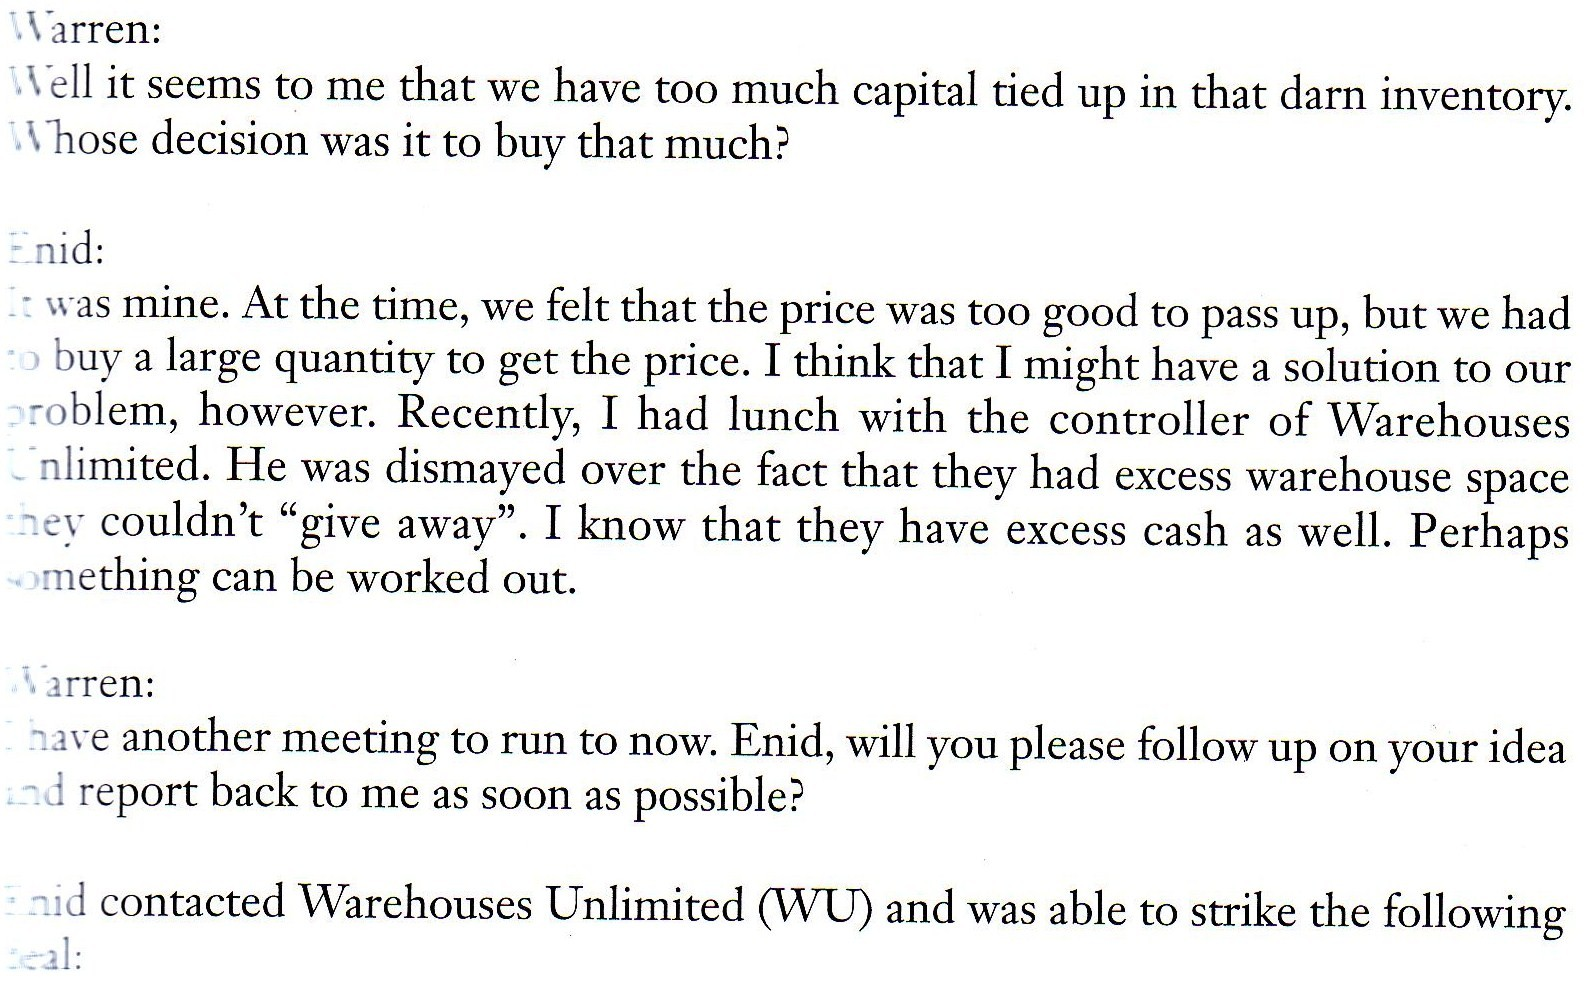 Warren:
Well it seems to me that we have too much capital tied up in that darn inventory.
Whose decision was it to buy that much?
Enid:
It was mine. At the time, we felt that the price was too good to pass up, but we had
to buy a large quantity to get the price. I think that I might have a solution to our
problem, however. Recently, I had lunch with the controller of Warehouses
Unlimited. He was dismayed over the fact that they had excess warehouse space
they couldn’t “give away”. I know that they have excess cash as well. Perhaps
something can be worked out.
Warren:
I have another meeting to run to now. Enid, will you please follow up on your idea
and report back to me as soon as possible?
Enid contacted Warehouses Unlimited (WU) and was able to strike the following
deal: